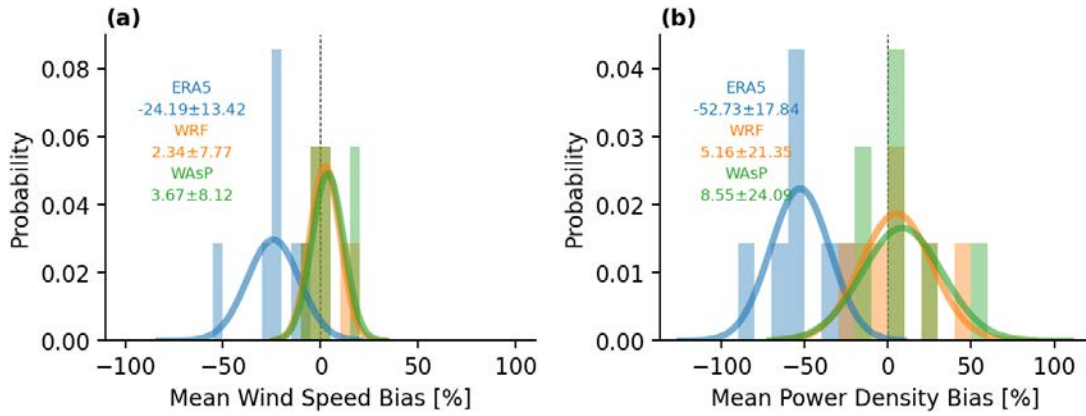 (a)
0.08
0.06
0.04
0.02
0.00
Probability
ERA5
-24.19±13.42
WRF
2.34±7.77
WAsP
3.67±8.12
−100 −50 0 50 100
Mean Wind Speed Bias [%]
(b)
0.04
0.03
0.02
0.01
0.00
Probability
ERA5
-52.73±17.84
WRF
5.16±21.35
WAsP
8.55±24.09
−100 −50 0 50 100
Mean Power Density Bias [%]